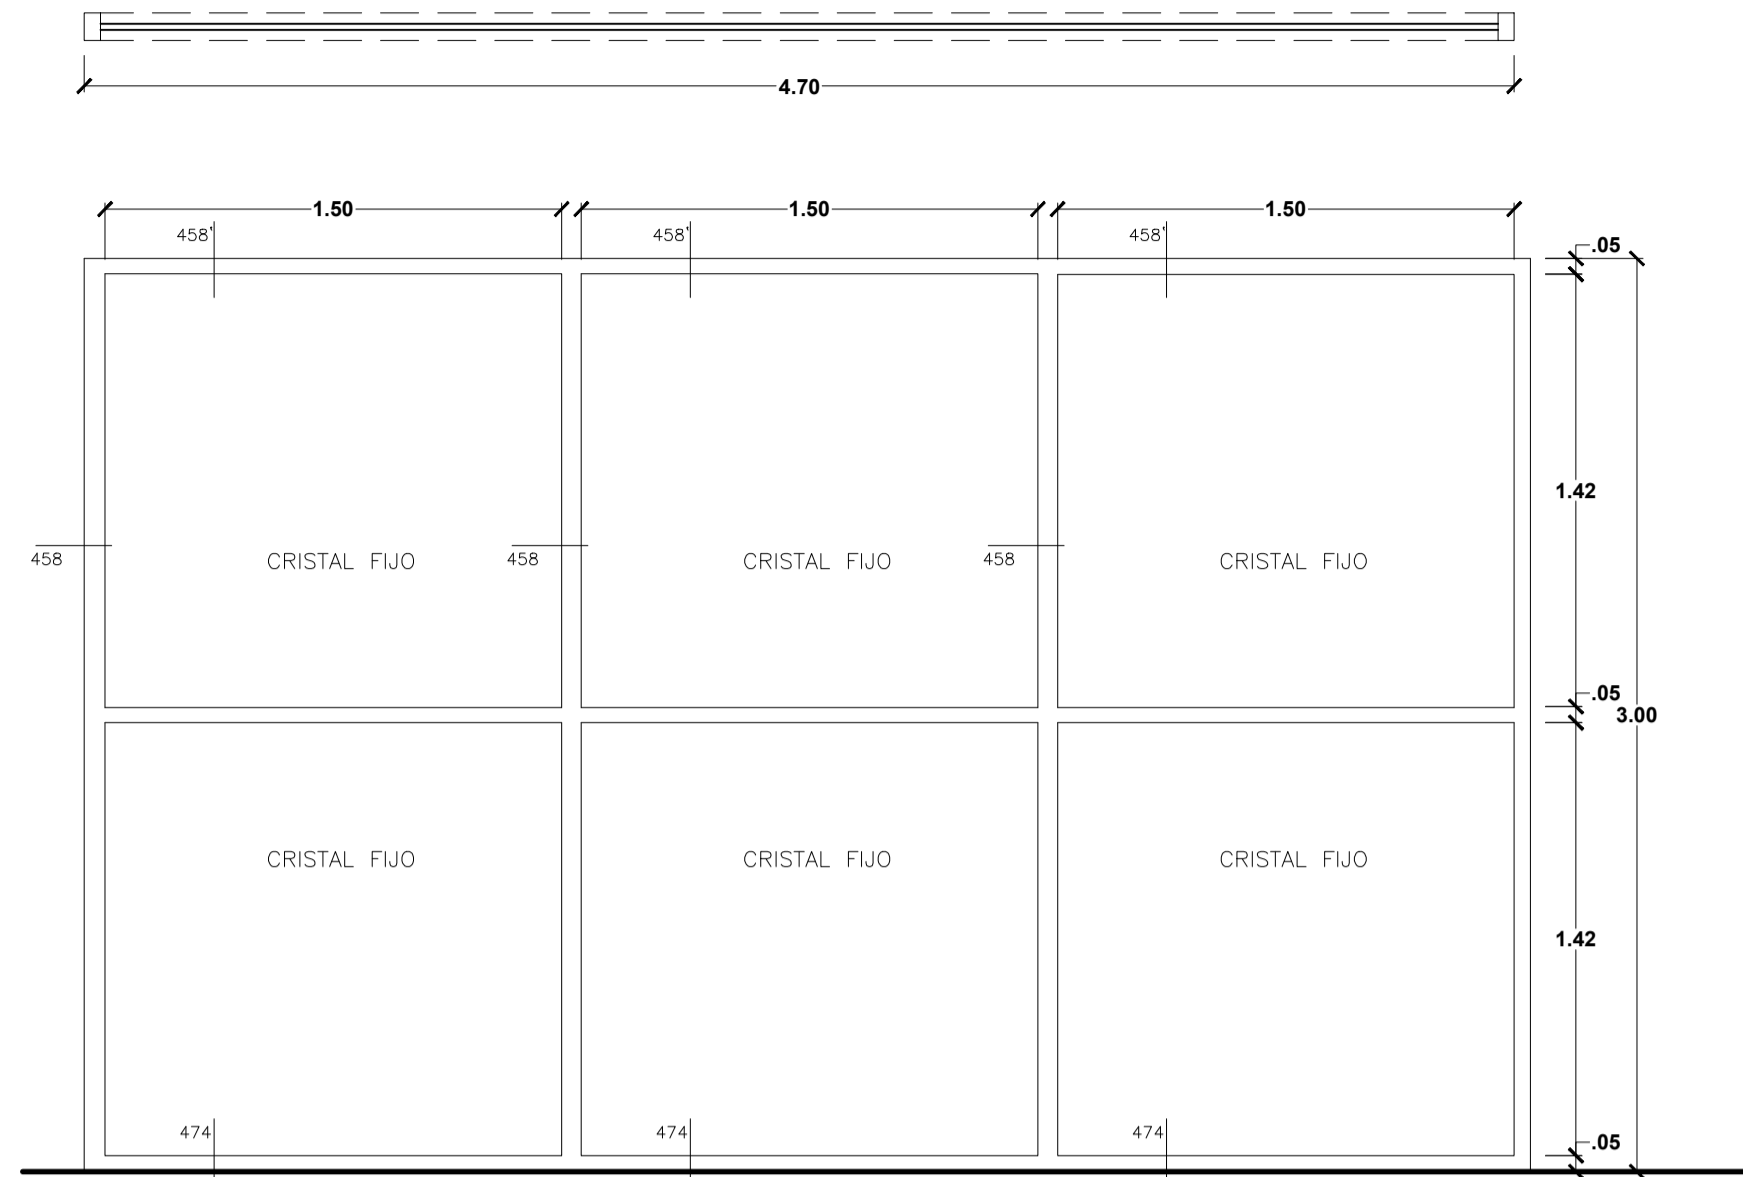 4.70
1.50 1.50 1.50
458' 458' 458' .05
1.42
458 CRISTAL FIJO 458 CRISTAL FIJO 458 CRISTAL FIJO
.05
3.00
CRISTAL FIJO CRISTAL FIJO CRISTAL FIJO
1.42
474 474 474 .05